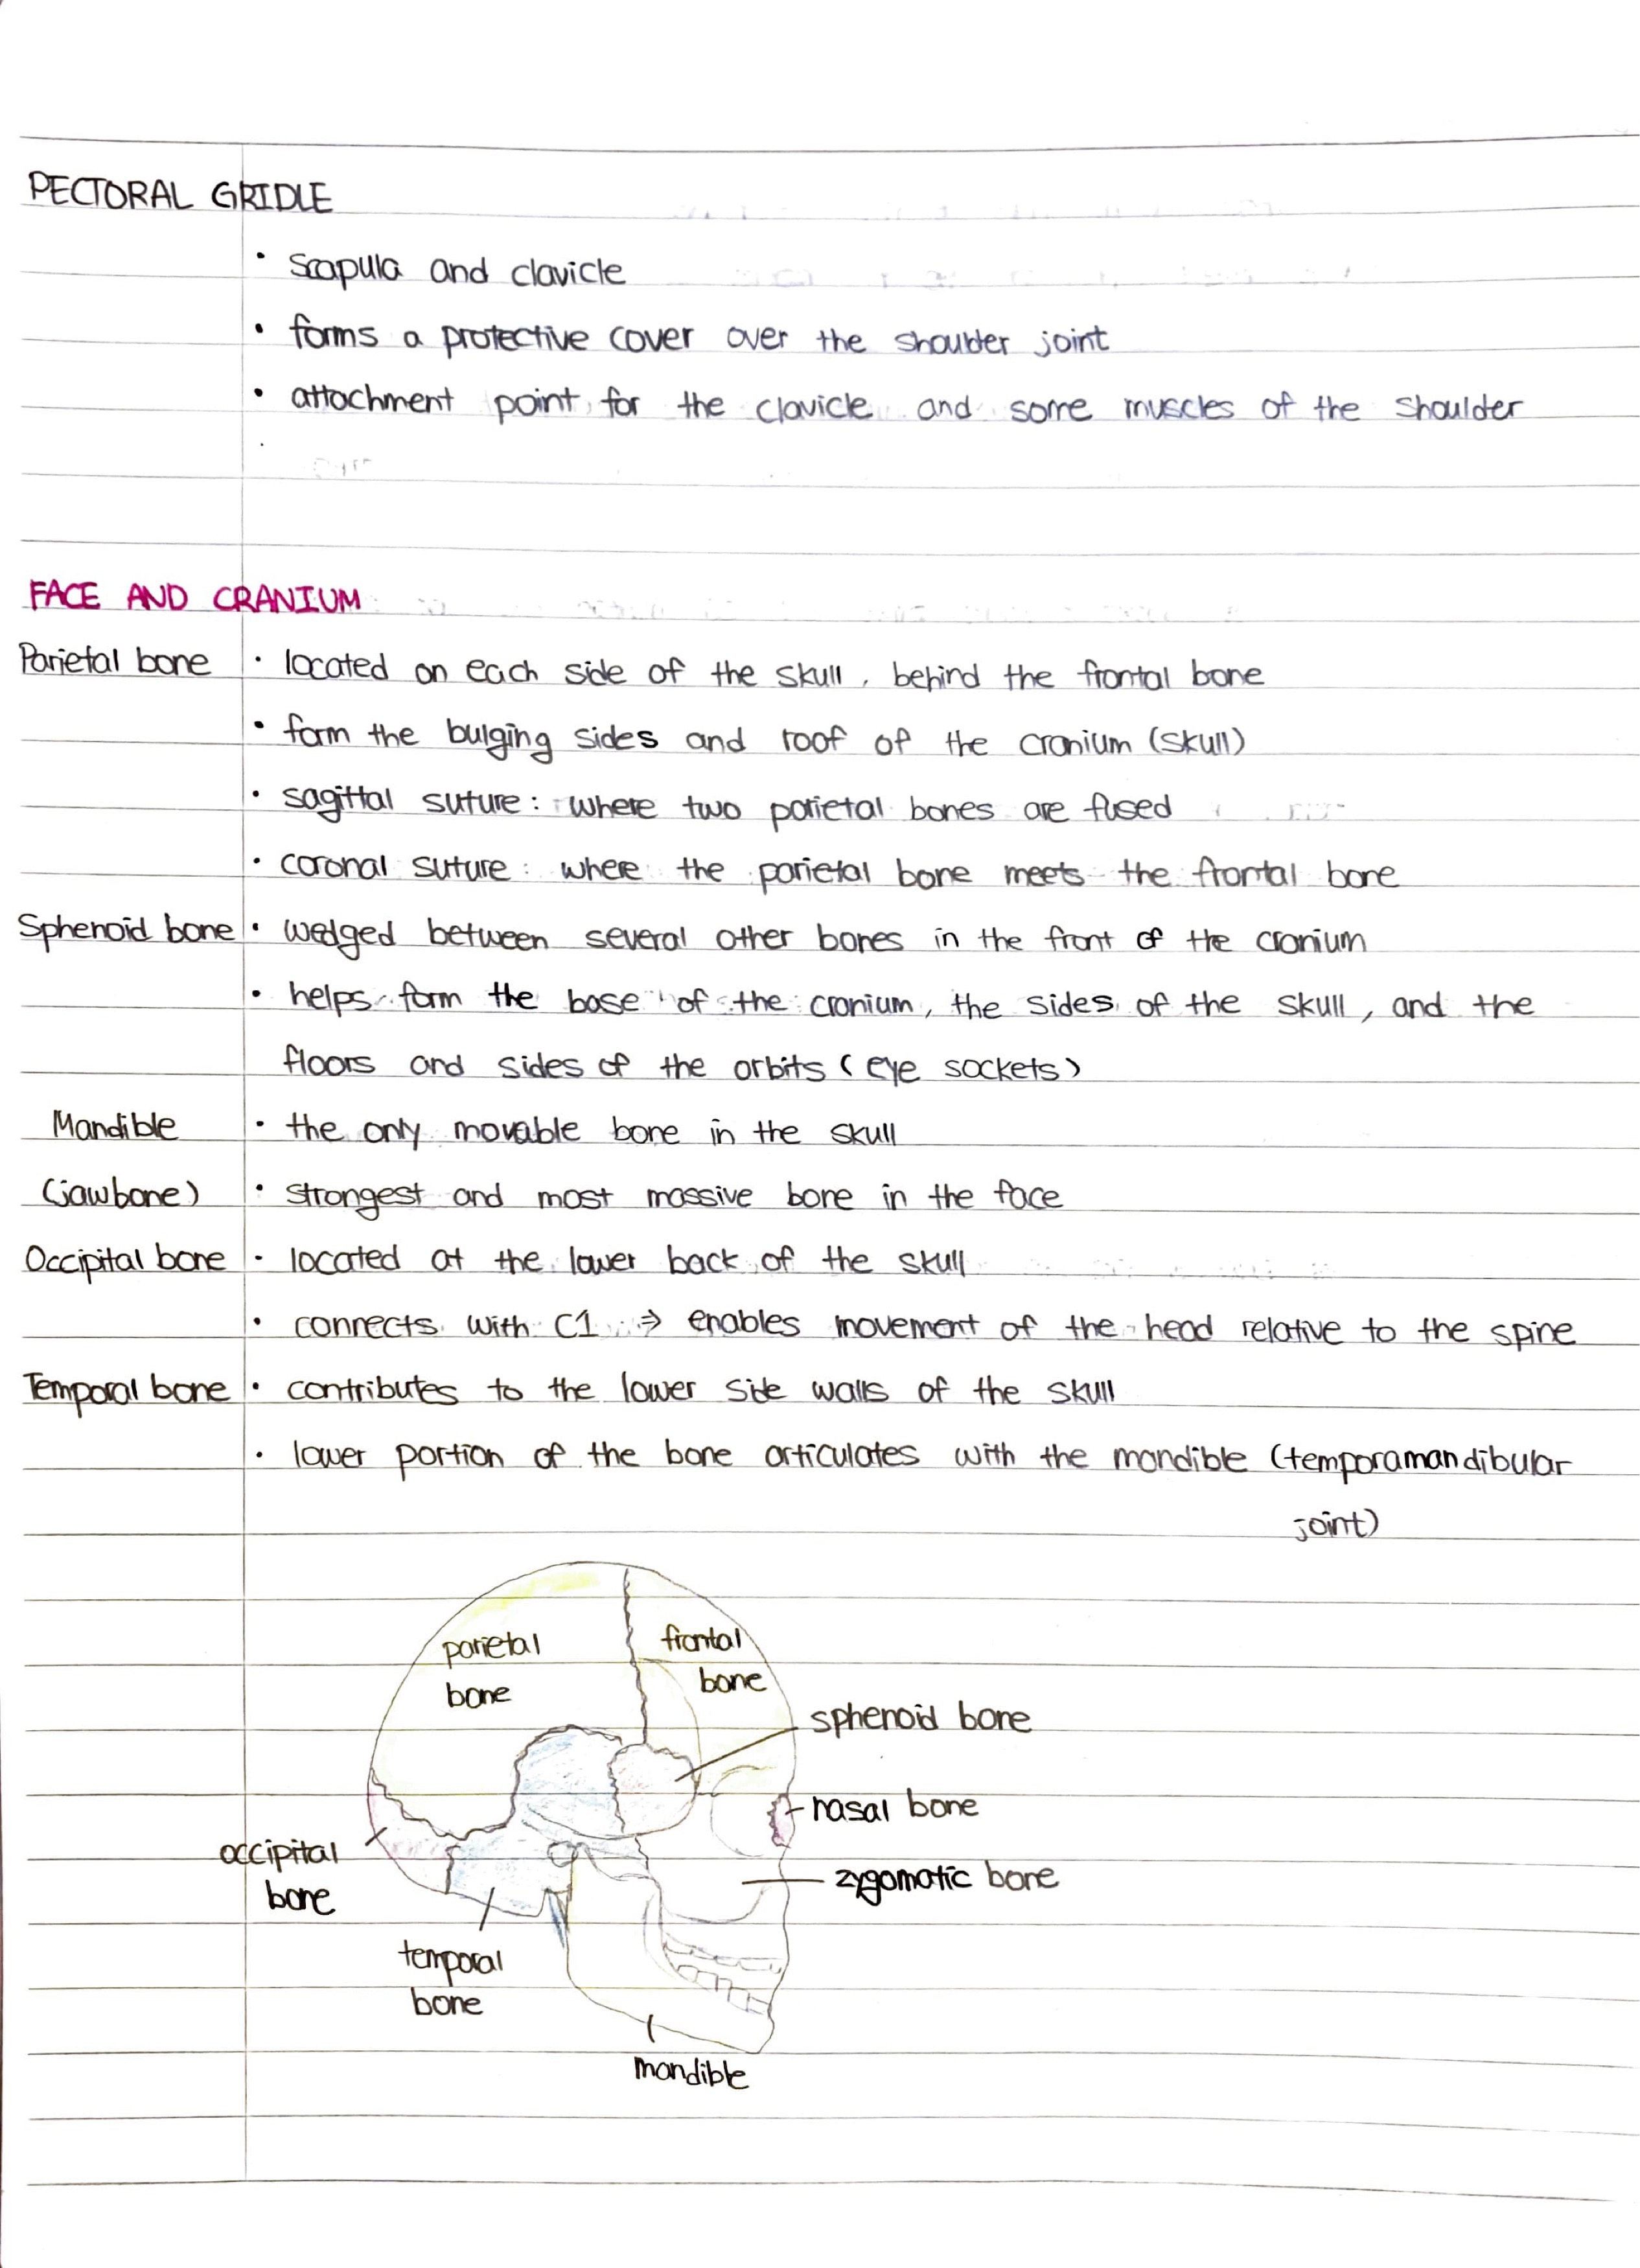 PECTORAL GRIDLE
• scapula and clavicle
• forms a protective cover over the shoulder joint
• attachment point for the clavicle and some muscles of the shoulder
FACE AND CRANIUM
Parietal bone • located on each side of the skull, behind the frontal bone
• form the bulging sides and roof of the cranium (skull)
• sagittal suture: where two parietal bones are fused
• coronal suture: where the parietal bone meets the frontal bone
Sphenoid bone • wedged between several other bones in the front of the cranium
• helps form the base of the cranium, the sides of the skull, and the
floors and sides of the orbits (eye sockets)
Mandible • the only movable bone in the skull
(jawbone) • strongest and most massive bone in the face
Occipital bone • located at the lower back of the skull
• connects with C1 → enables movement of the head relative to the spine
Temporal bone • contributes to the lower side walls of the skull
• lower portion of the bone articulates with the mandible (temporamandibular
joint)
parietal
bone
frontal
bone
sphenoid bone
nasal bone
zygomatic bone
occipital
bone
temporal
bone
mandible